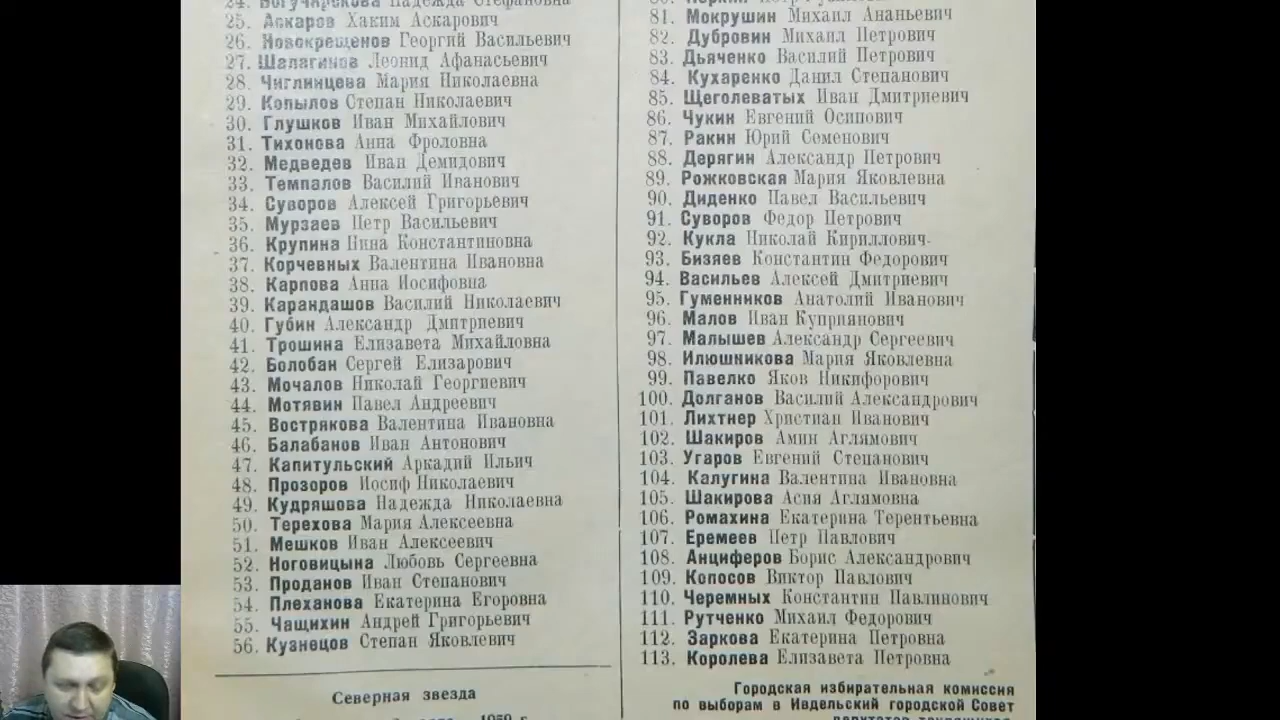 24. Богучарскова Надежда Стефановна
25. Аскаров Хаким Аскарович
26. Новокрещенов Георгий Васильевич
27. Шалагинов Леонид Афанасьевич
28. Чиглинцева Мария Николаевна
29. Копылов Степан Николаевич
30. Глушков Иван Михайлович
31. Тихонова Анна Фроловна
32. Медведев Иван Демидович
33. Темпалов Василий Иванович
34. Суворов Алексей Григорьевич
35. Мурзаев Петр Васильевич
36. Крупина Нина Константиновна
37. Корчевных Валентина Ивановна
38. Карпова Анна Иосифовна
39. Карандашов Василий Николаевич
40. Губин Александр Дмитриевич
41. Трошина Елизавета Михайловна
42. Болобан Сергей Елизарович
43. Мочалов Николай Георгиевич
44. Мотявин Павел Андреевич
45. Вострякова Валентина Ивановна
46. Балабанов Иван Антонович
47. Капитульский Аркадий Ильич
48. Прозоров Иосиф Николаевич
49. Кудряшова Надежда Николаевна
50. Терехова Мария Алексеевна
51. Мешков Иван Алексеевич
52. Ноговицына Любовь Сергеевна
53. Проданов Иван Степанович
54. Плеханова Екатерина Егоровна
55. Чащихин Андрей Григорьевич
56. Кузнецов Степан Яковлевич
Северная звезда
1959 г.
81. Мокрушин Михаил Ананьевич
82. Дубровин Михаил Петрович
83. Дьяченко Василий Петрович
84. Кухаренко Данил Степанович
85. Щеголеватых Иван Дмитриевич
86. Чукин Евгений Осипович
87. Ракин Юрий Семенович
88. Дерягин Александр Петрович
89. Рожковская Мария Яковлевна
90. Диденко Павел Васильевич
91. Суворов Федор Петрович
92. Кукла Николай Кириллович
93. Бизяев Константин Федорович
94. Васильев Алексей Дмитриевич
95. Гуменников Анатолий Иванович
96. Малов Иван Куприянович
97. Малышев Александр Сергеевич
98. Илюшникова Мария Яковлевна
99. Павелко Яков Никифорович
100. Долганов Василий Александрович
101. Лихтнер Христиан Иванович
102. Шакиров Амин Аглямович
103. Угаров Евгений Степанович
104. Калугина Валентина Ивановна
105. Шакирова Асия Аглямовна
106. Ромахина Екатерина Терентьевна
107. Еремеев Петр Павлович
108. Анциферов Борис Александрович
109. Копосов Виктор Павлович
110. Черемных Константин Павлинович
111. Рутченко Михаил Федорович
112. Заркова Екатерина Петровна
113. Королева Елизавета Петровна
Городская избирательная комиссия
по выборам в Ивдельский городской Совет
депутатов трудящихся.